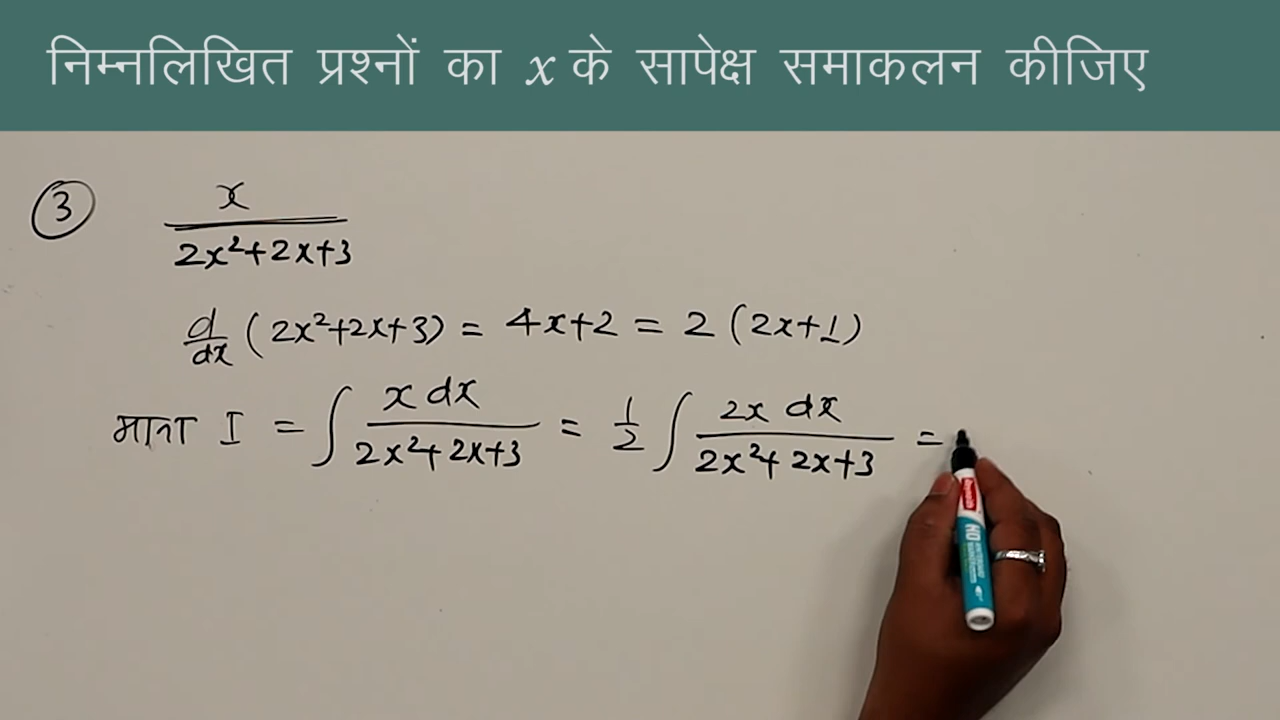 निम्नलिखित प्रश्नों का x के सापेक्ष समाकलन कीजिए
③ x / (2x²+2x+3)
d/dx (2x²+2x+3) = 4x+2 = 2 (2x+1)
माना I = ∫ x dx / (2x²+2x+3) = 1/2 ∫ 2x dx / (2x²+2x+3) =
HD